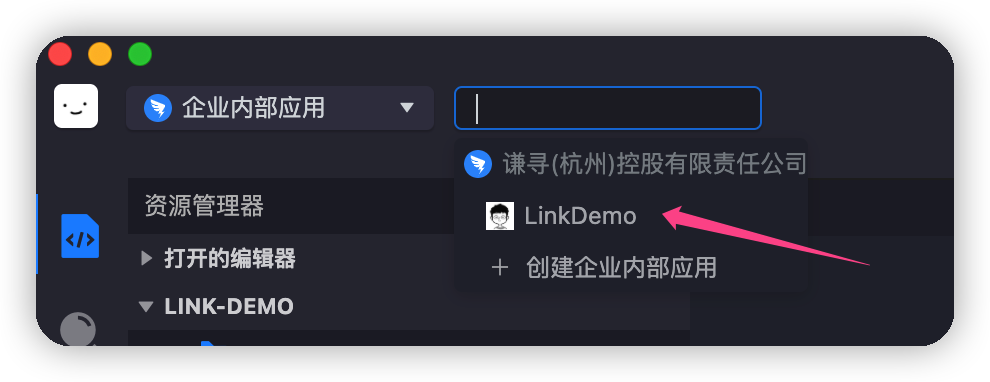 企业内部应用
谦寻(杭州)控股有限责任公司
资源管理器
LinkDemo
打开的编辑器
+ 创建企业内部应用
LINK-DEMO